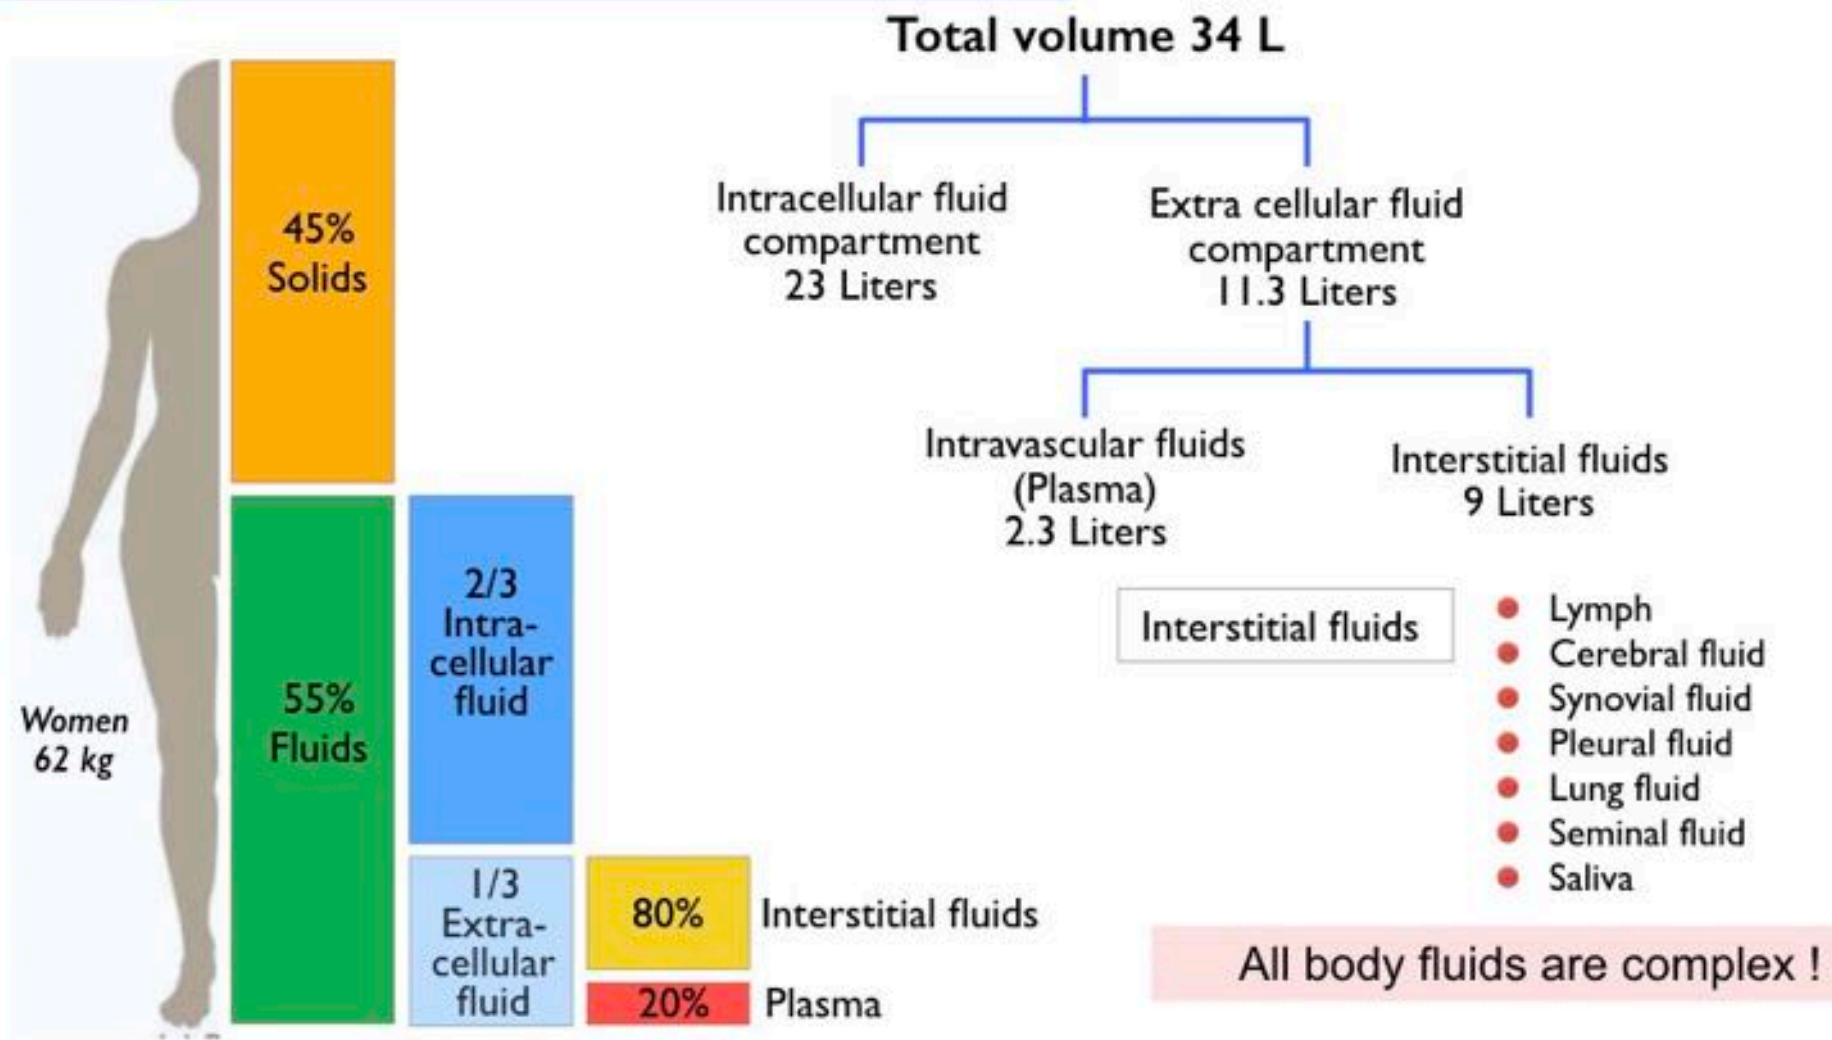 Total volume 34 L
Intracellular fluid
compartment
23 Liters
Extra cellular fluid
compartment
11.3 Liters
Intravascular fluids
(Plasma)
2.3 Liters
Interstitial fluids
9 Liters
45%
Solids
55%
Fluids
Women
62 kg
2/3
Intra-
cellular
fluid
1/3
Extra-
cellular
fluid
80%
Interstitial fluids
20%
Plasma
Interstitial fluids
Lymph
Cerebral fluid
Synovial fluid
Pleural fluid
Lung fluid
Seminal fluid
Saliva
All body fluids are complex !